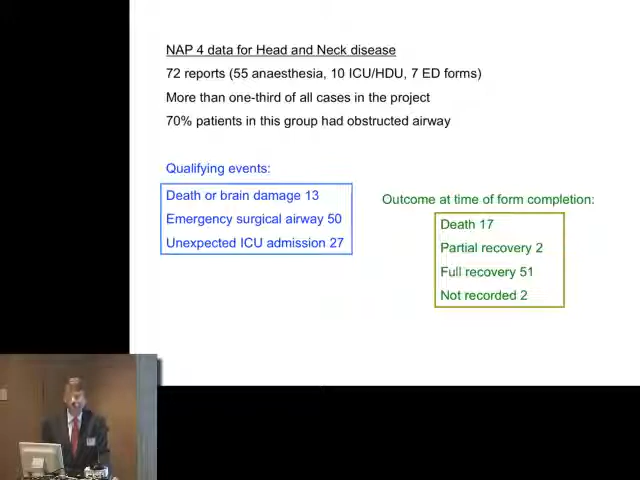 NAP 4 data for Head and Neck disease
72 reports (55 anaesthesia, 10 ICU/HDU, 7 ED forms)
More than one-third of all cases in the project
70% patients in this group had obstructed airway
Qualifying events:
Death or brain damage 13
Emergency surgical airway 50
Unexpected ICU admission 27
Outcome at time of form completion:
Death 17
Partial recovery 2
Full recovery 51
Not recorded 2